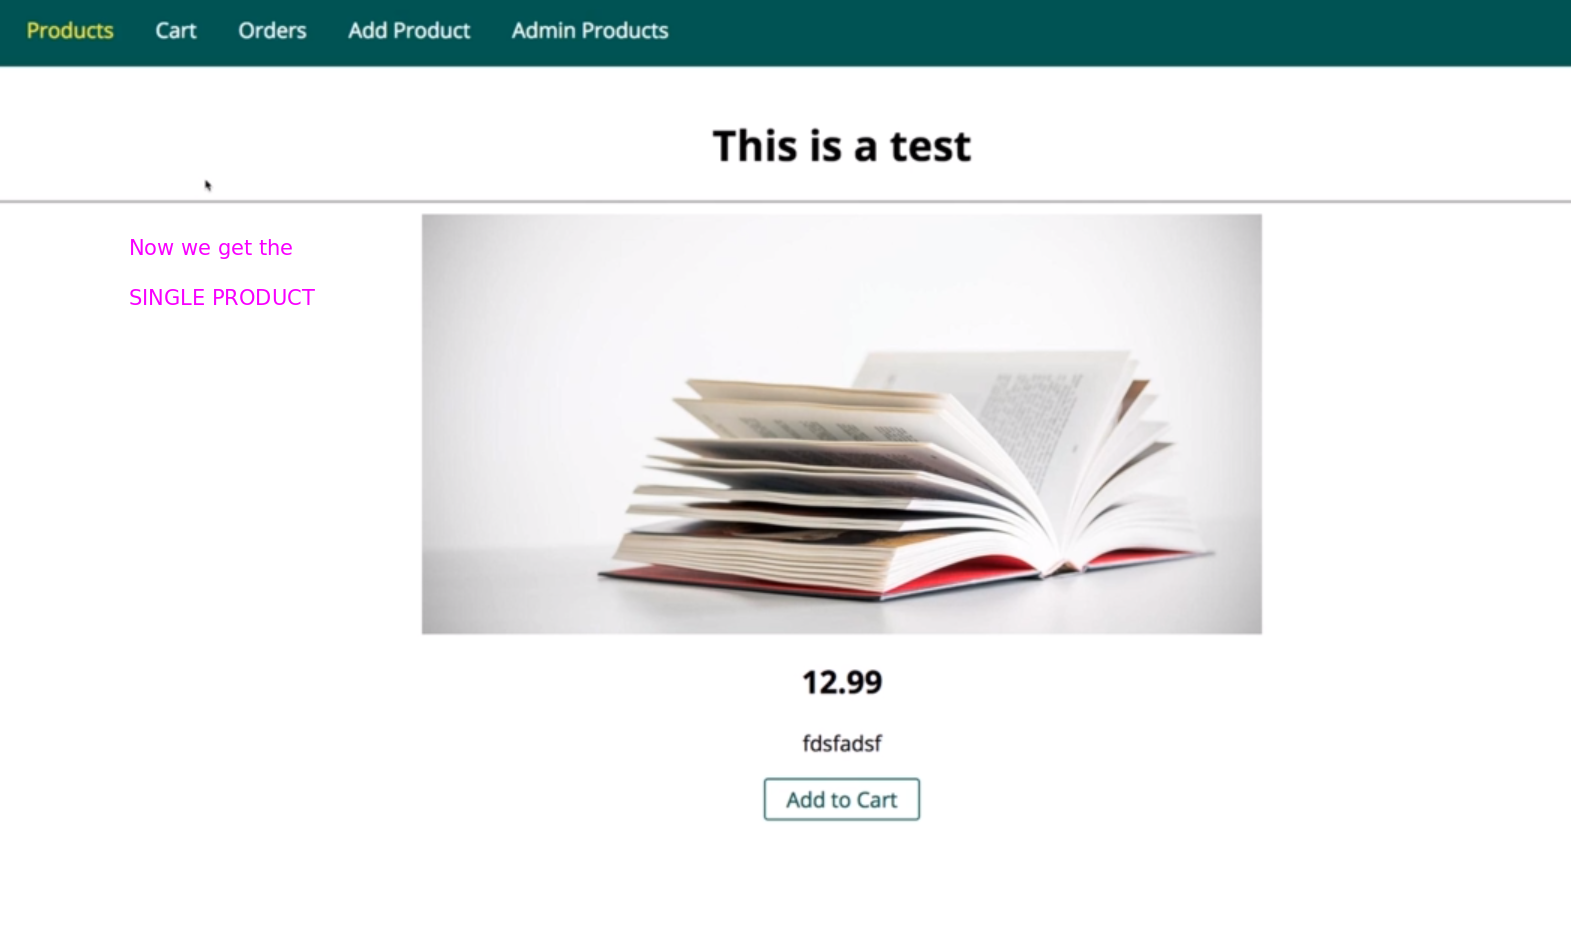 Products Cart Orders Add Product Admin Products
This is a test
Now we get the
SINGLE PRODUCT
12.99
fdsfadsf
Add to Cart